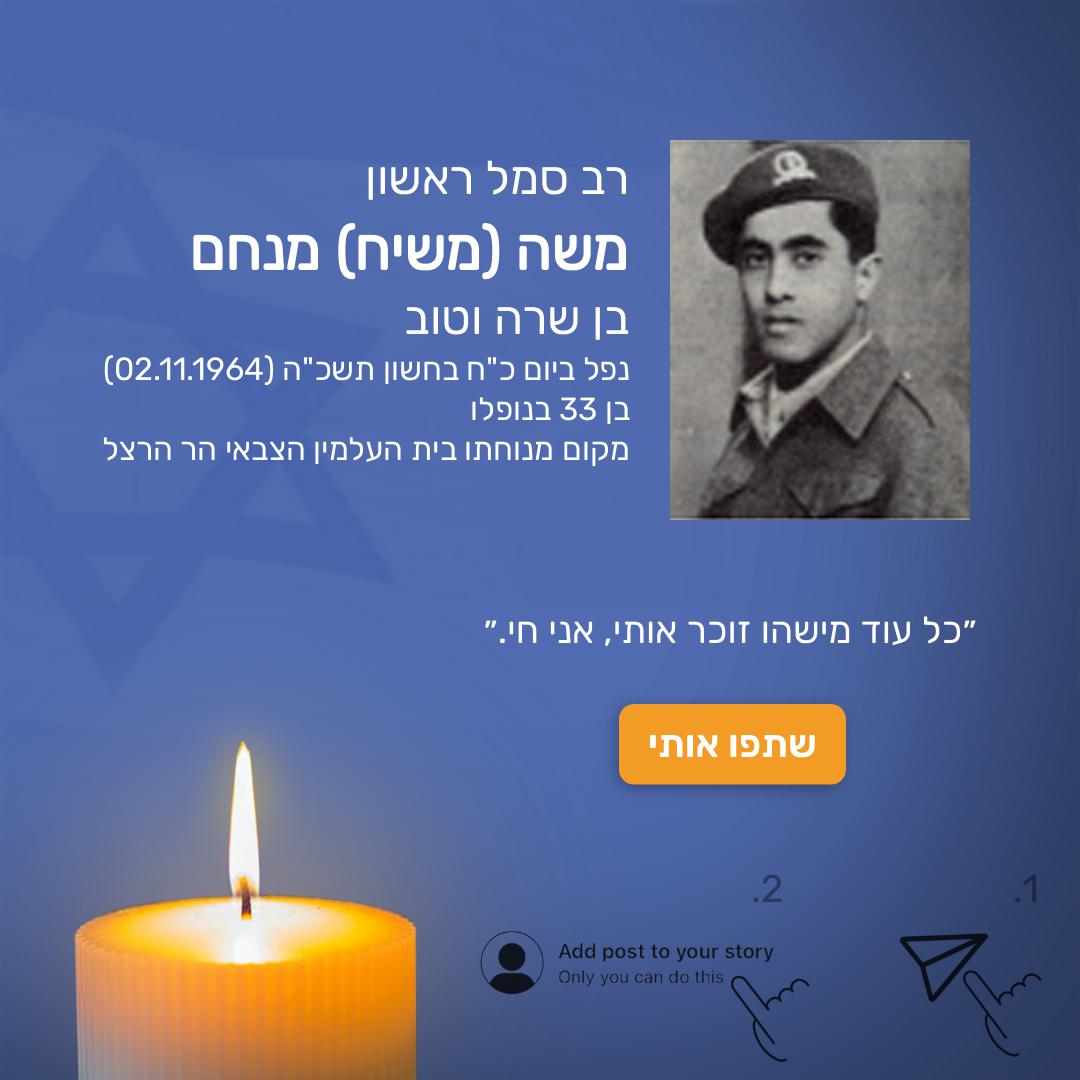 רב סמל ראשון
משה (משיח) מנחם
בן שרה וטוב
נפל ביום כ"ח בחשון תשכ"ה (02.11.1964)
בן 33 בנופלו
מקום מנוחתו בית העלמין הצבאי הר הרצל
״כל עוד מישהו זוכר אותי, אני חי.״
שתפו אותי
1.
2.
Add post to your story
Only you can do this